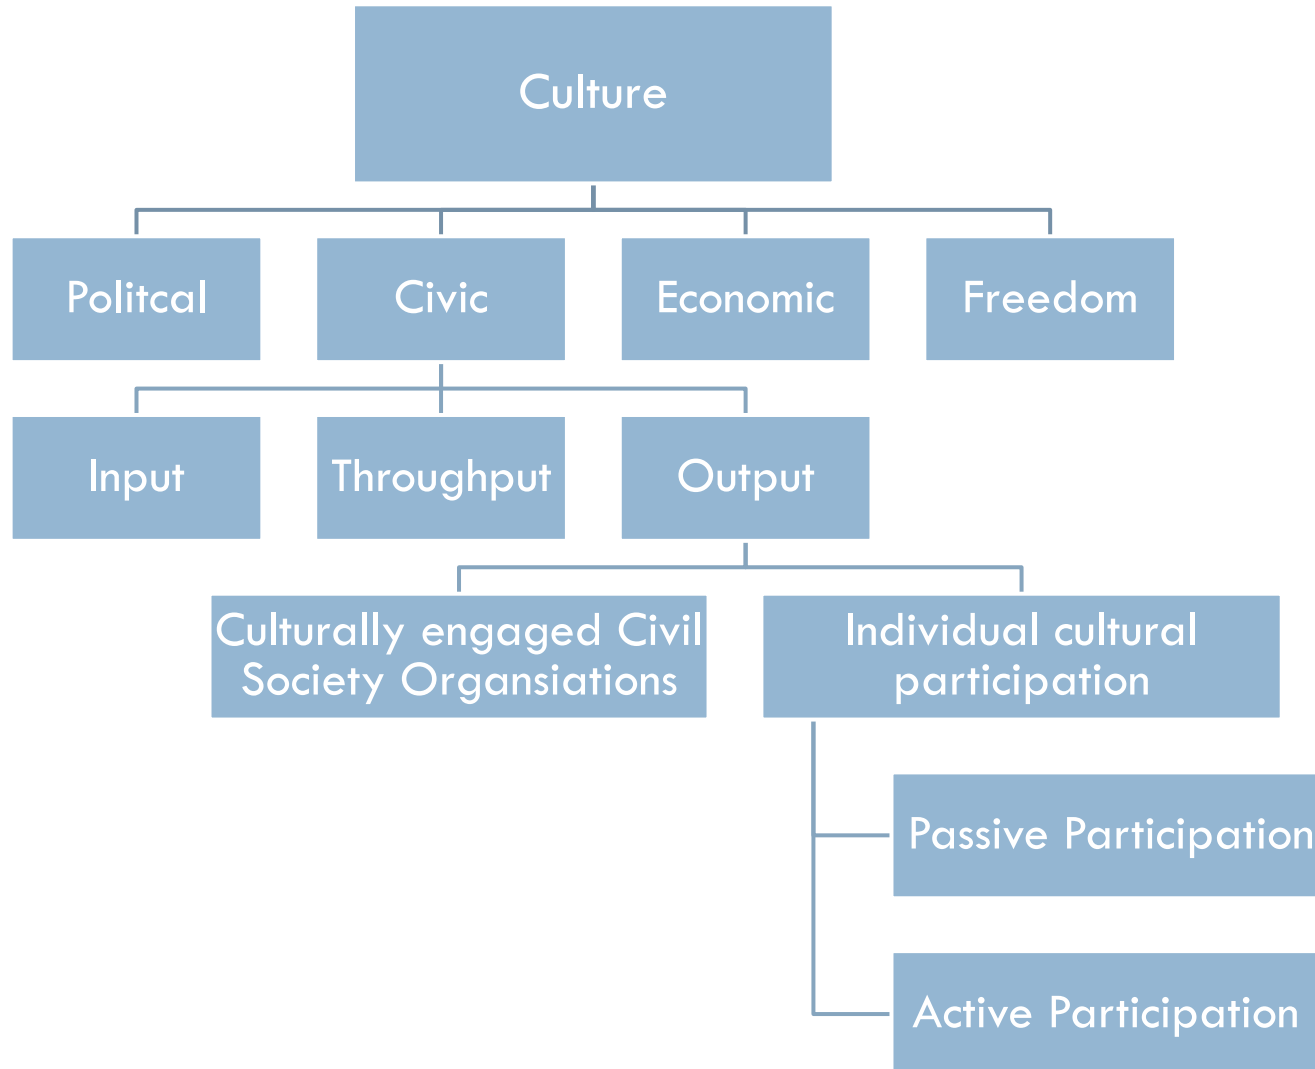 Culture
Politcal
Civic
Economic
Freedom
Input
Throughput
Output
Culturally engaged Civil
Society Organsiations
Individual cultural
participation
Passive Participation
Active Participation